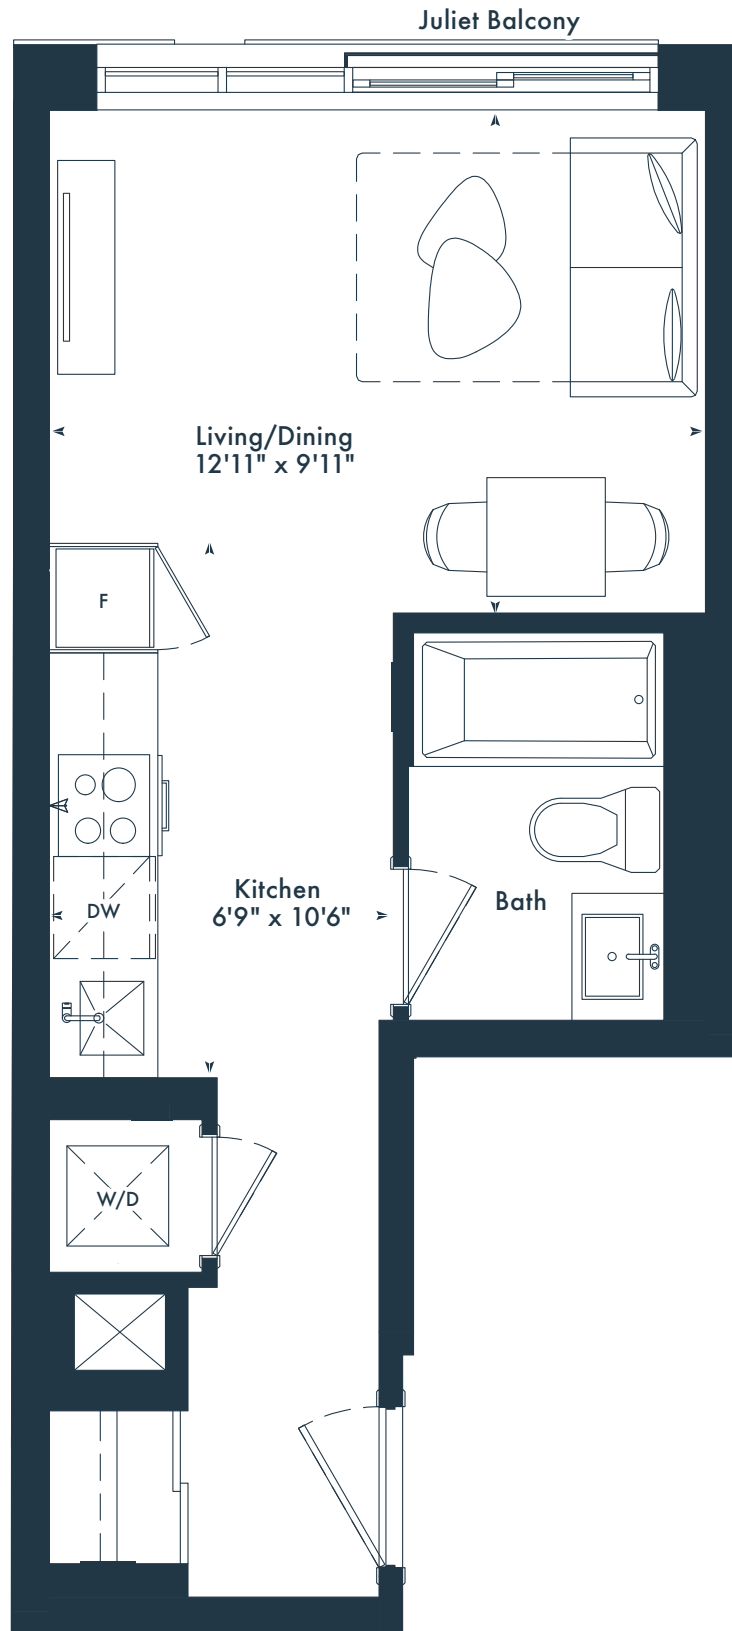 Juliet Balcony
Living/Dining
12'11" x 9'11"
F
DW
Kitchen
6'9" x 10'6"
Bath
W/D